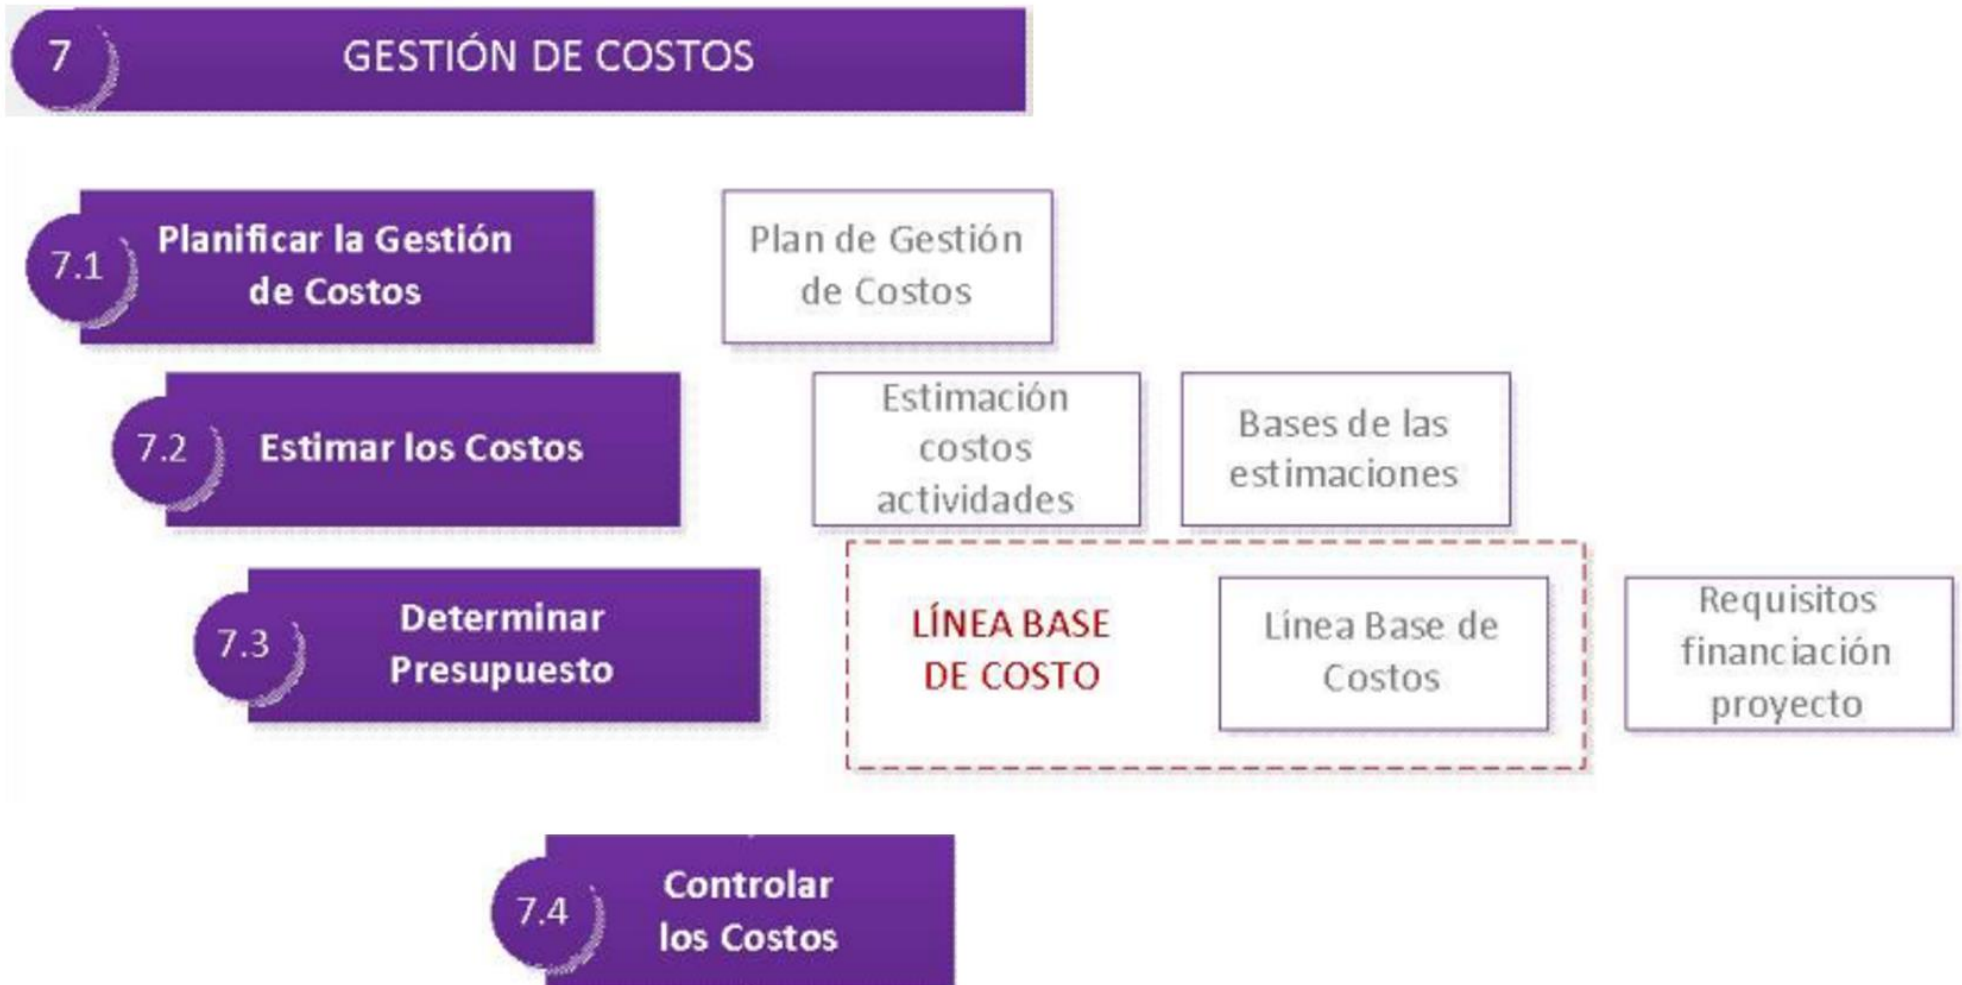 7
GESTIÓN DE COSTOS
7.1
Planificar la Gestión
de Costos
Plan de Gestión
de Costos
7.2
Estimar los Costos
Estimación
costos
actividades
Bases de las
estimaciones
7.3
Determinar
Presupuesto
LÍNEA BASE
DE COSTO
Línea Base de
Costos
Requisitos
financiación
proyecto
7.4
Controlar
los Costos